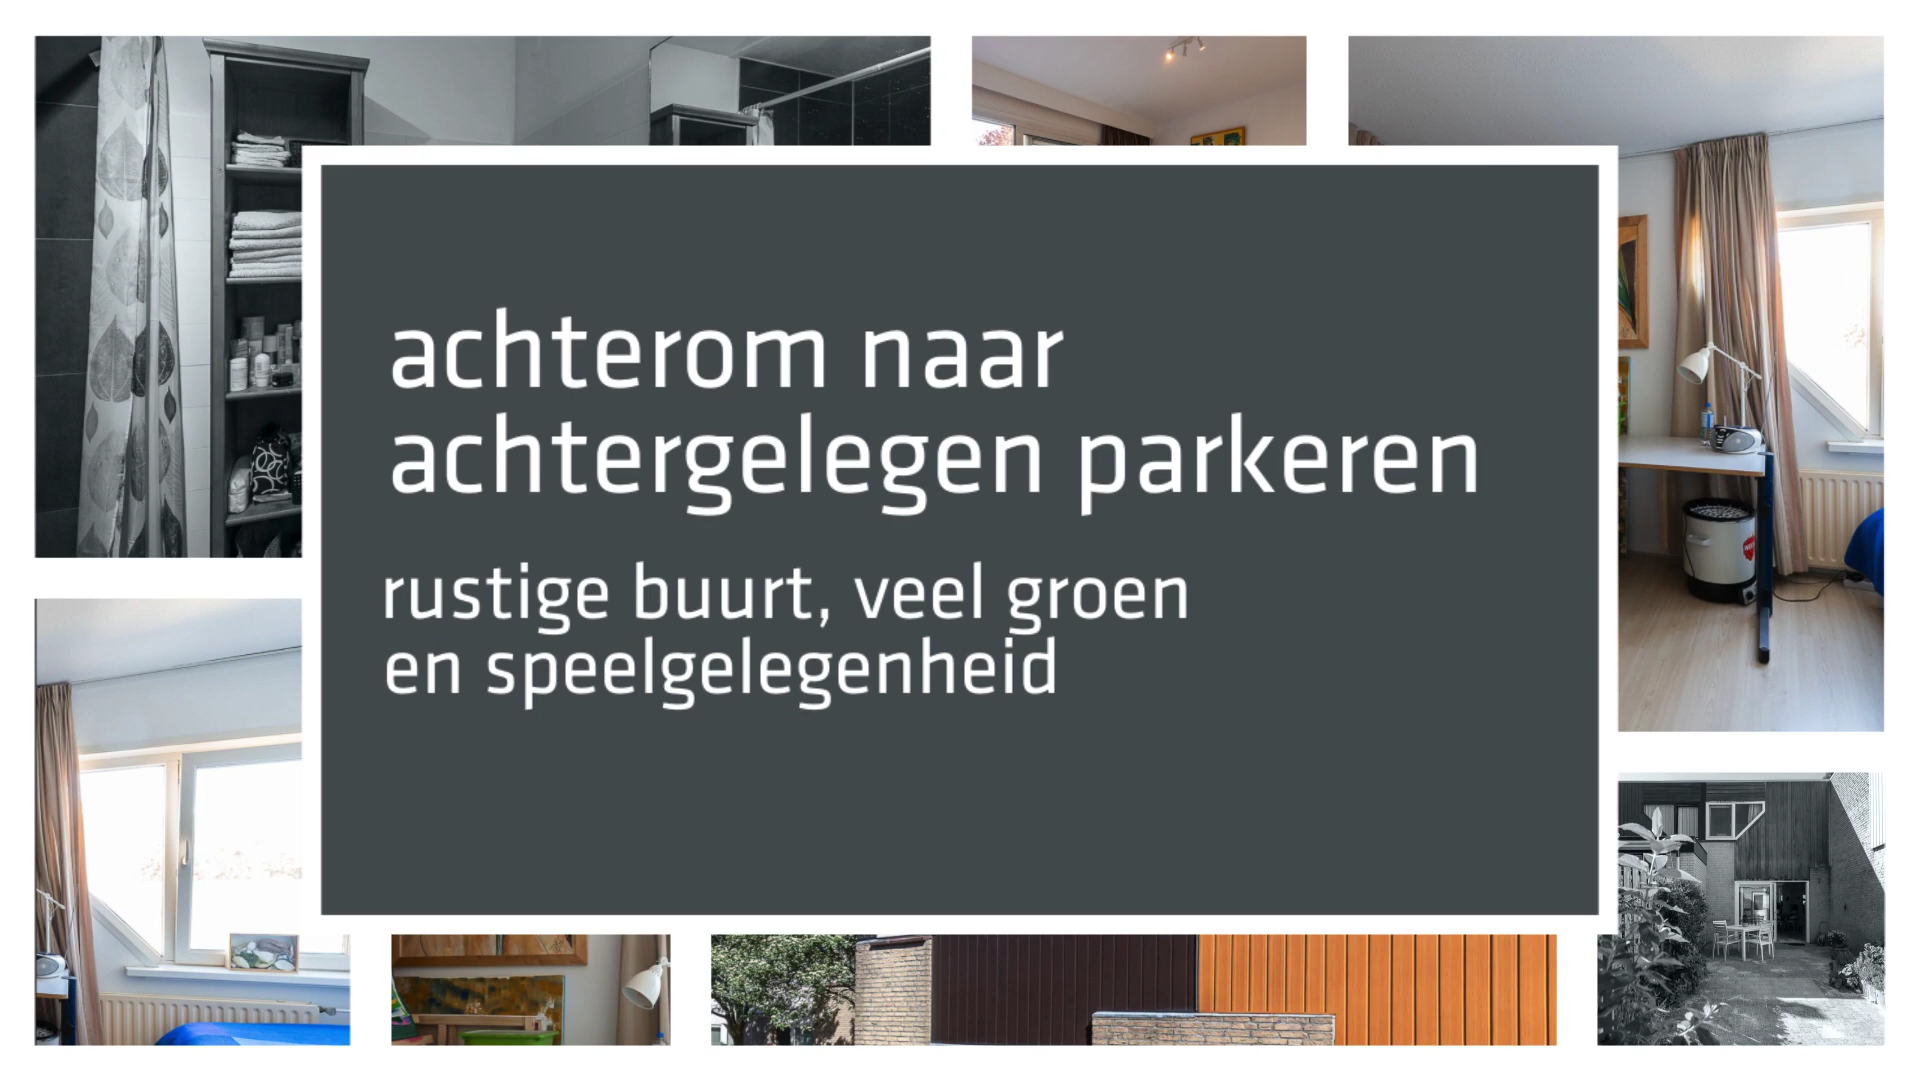 achterom naar
achtergelegen parkeren
rustige buurt, veel groen
en speelgelegenheid